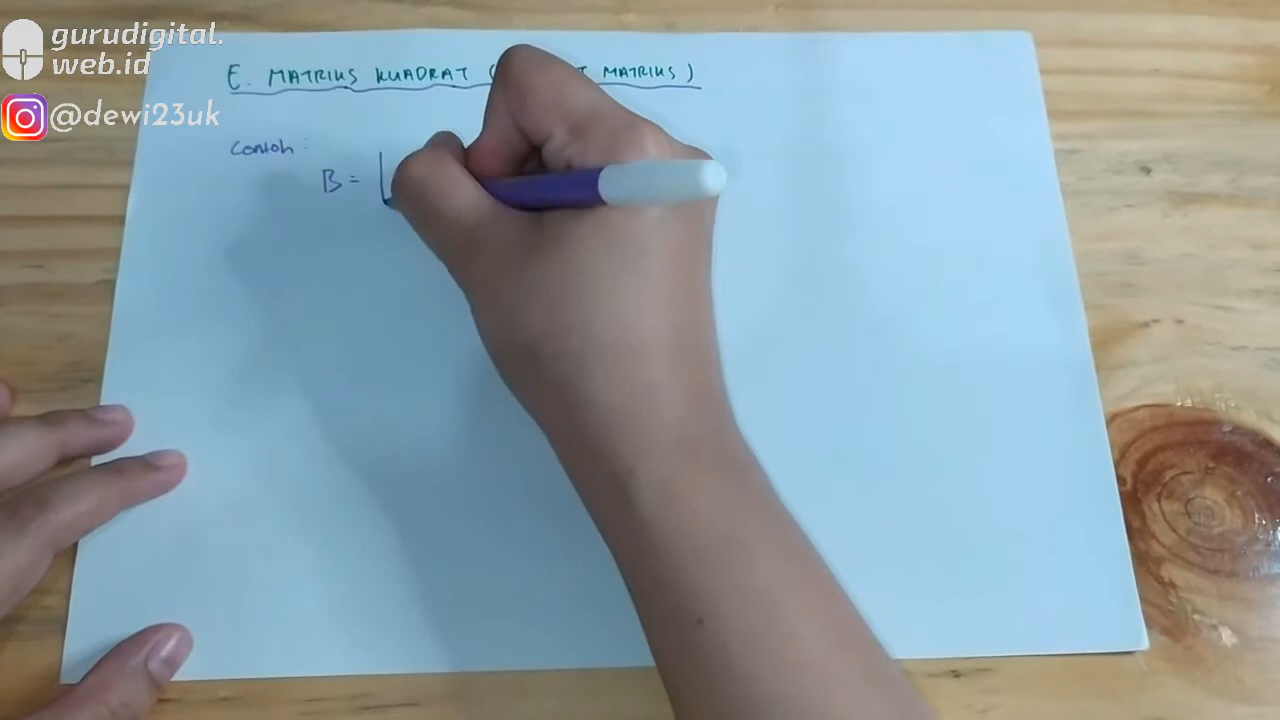 gurudigital.
web.id
@dewi23uk
E. MATRIKS KUADRAT ( MATRIKS )
Contoh :
B =